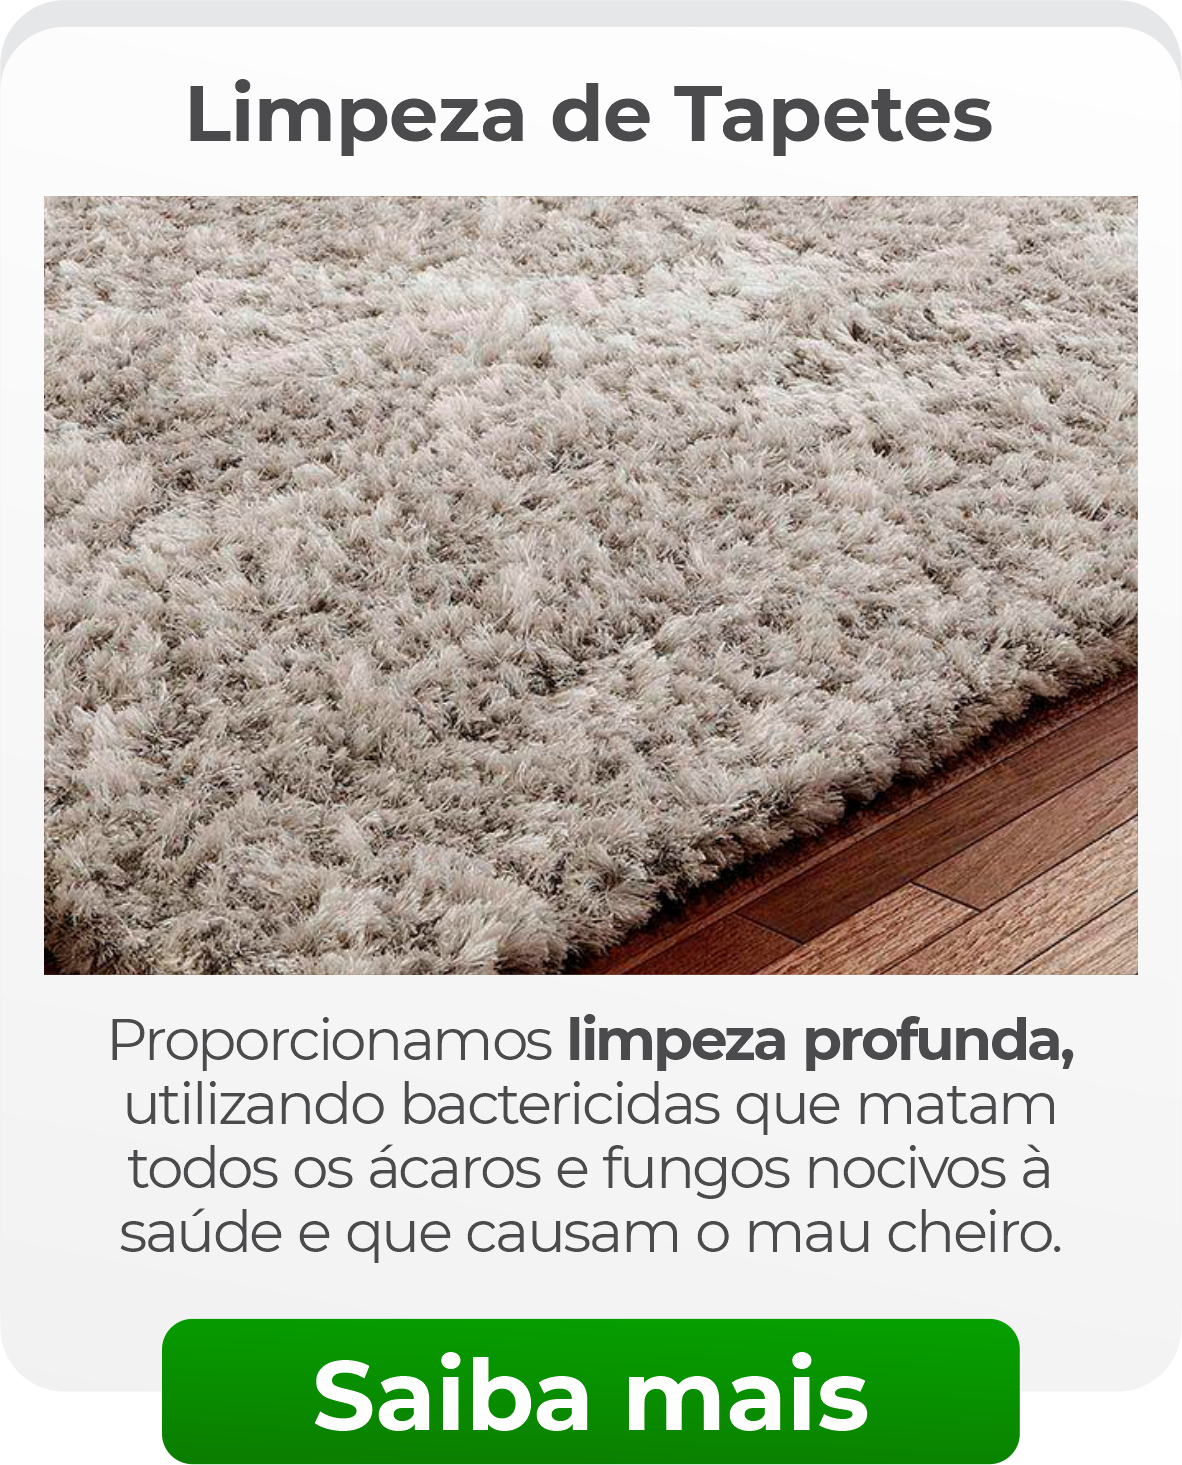 Limpeza de Tapetes
Proporcionamos limpeza profunda,
utilizando bactericidas que matam
todos os ácaros e fungos nocivos à
saúde e que causam o mau cheiro.
Saiba mais